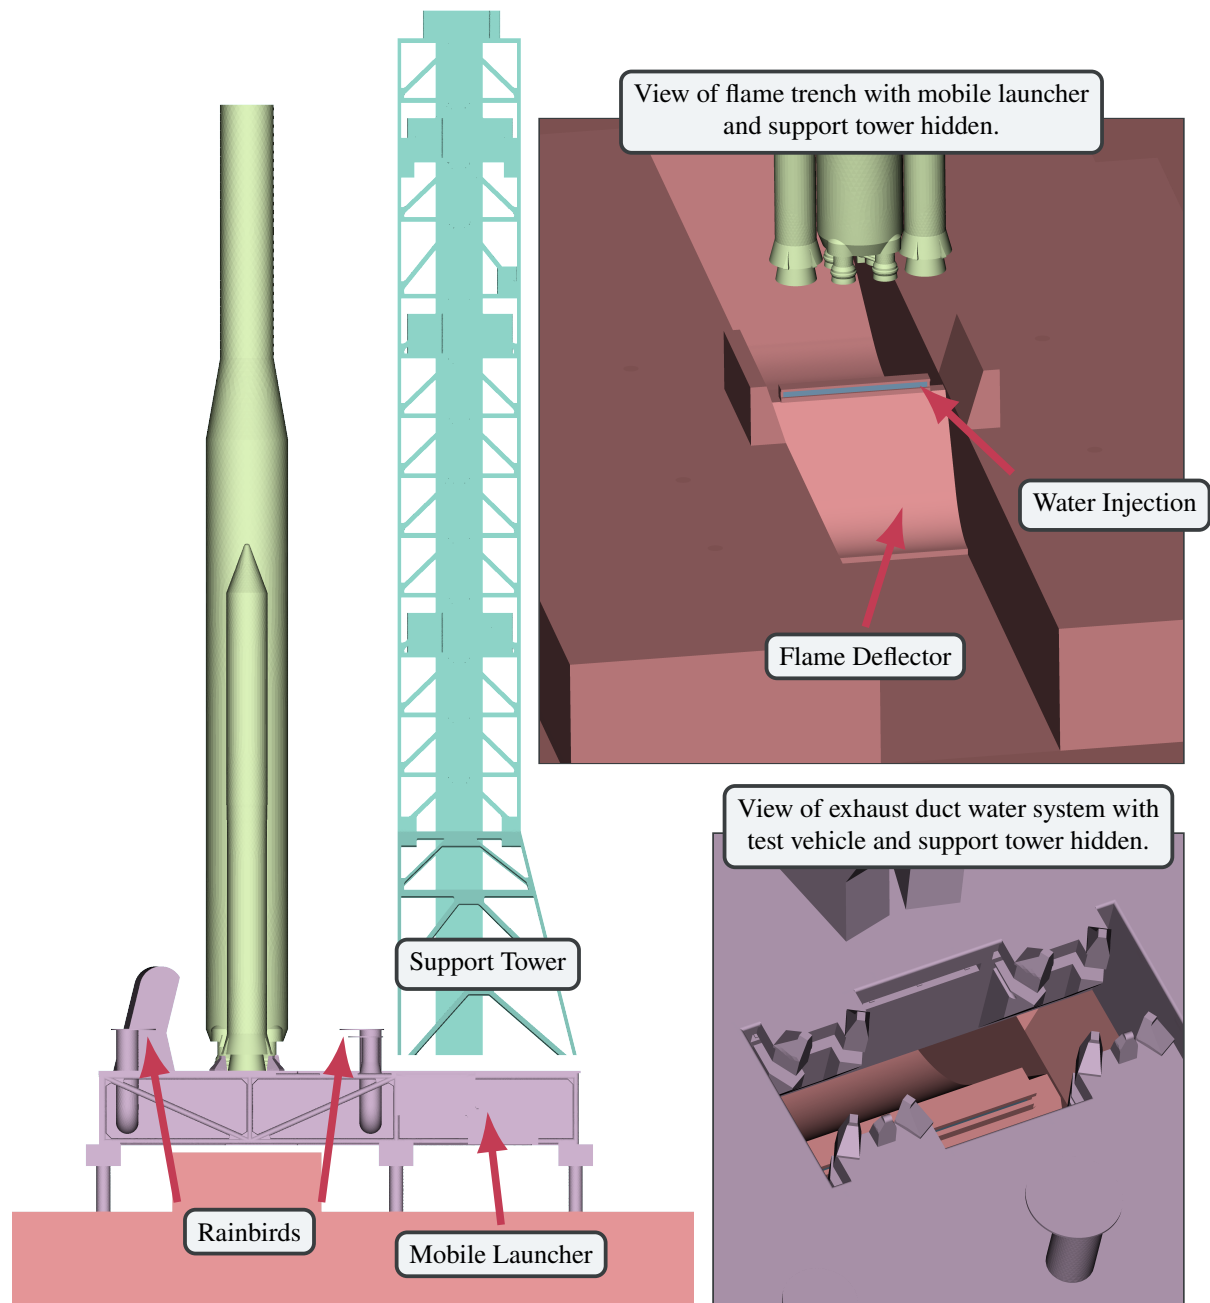 View of flame trench with mobile launcher
and support tower hidden.
Water Injection
Flame Deflector
View of exhaust duct water system with
test vehicle and support tower hidden.
Support Tower
Rainbirds
Mobile Launcher